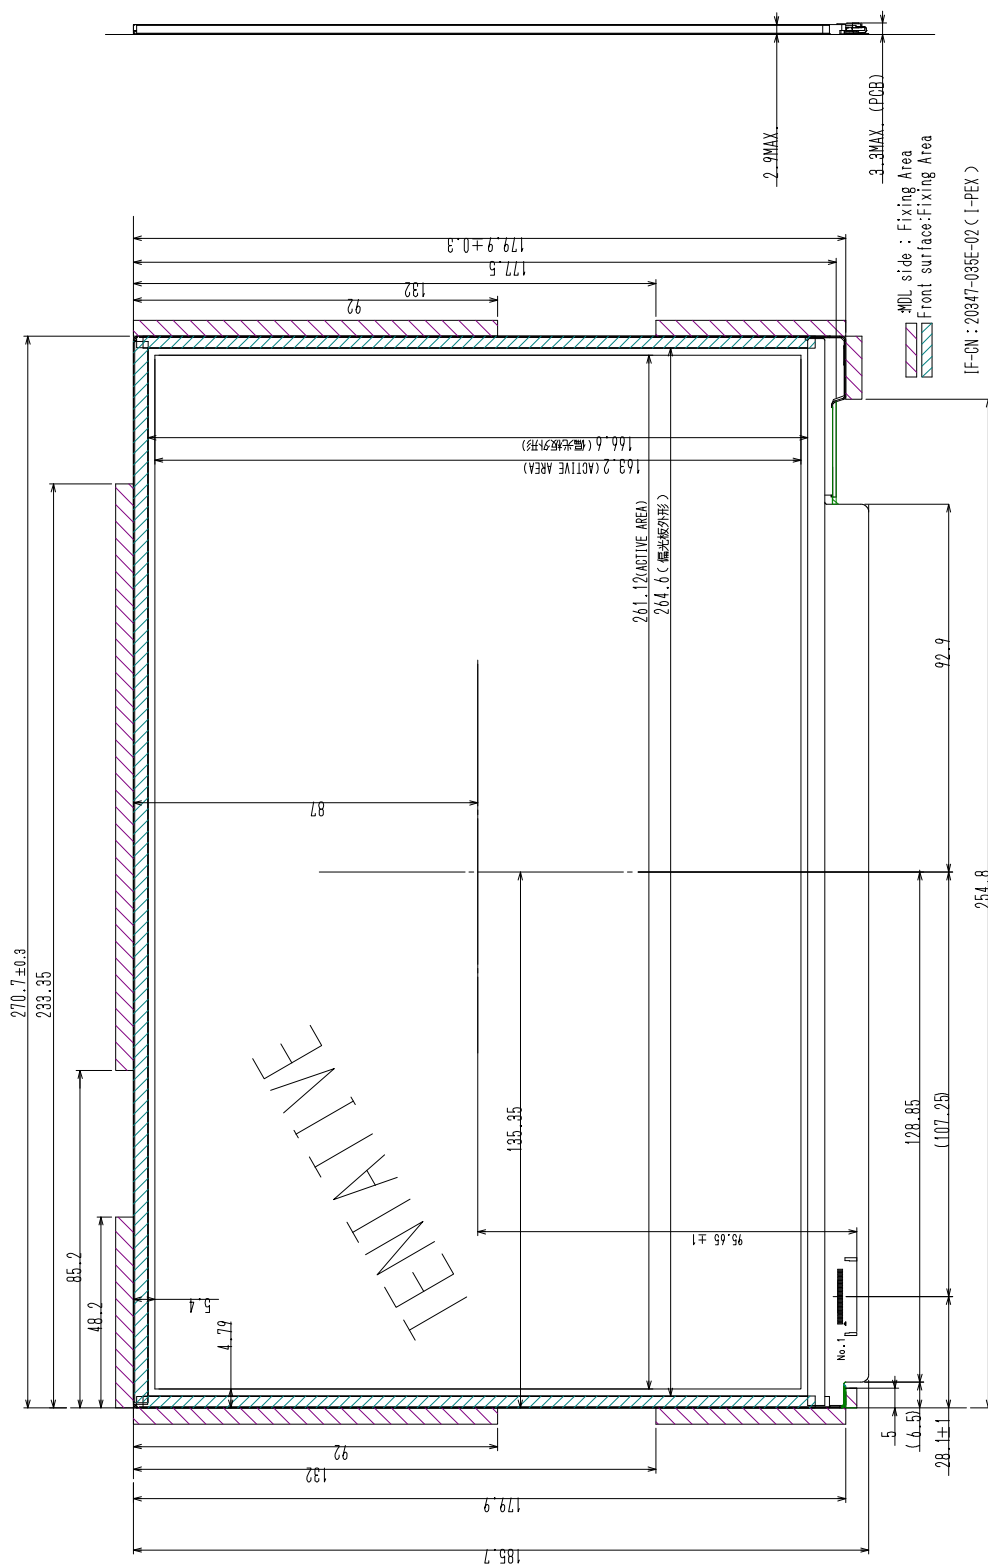 2.9MAX.
3.3MAX. (PCB)
MDL side : Fixing Area
Front surface:Fixing Area
IF-CN : 20347-035E-02 ( I-PEX )
179.9±0.3
177.5
132
92
166.6 (偏光板外形)
163.2 (ACTIVE AREA)
261.12(ACTIVE AREA)
264.6 ( 偏光板外形 )
92.9
87
254.8
270.7 ±0.3
233.35
TENTATIVE
135.35
128.85
(107.25)
95.65 ±1
85.2
48.2
5.4
4.79
No.1
5
(6.5)
28.1±1
92
132
179.9
185.7